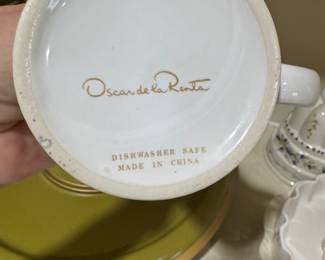 Oscar de la Renta
DISHWASHER SAFE
MADE IN CHINA